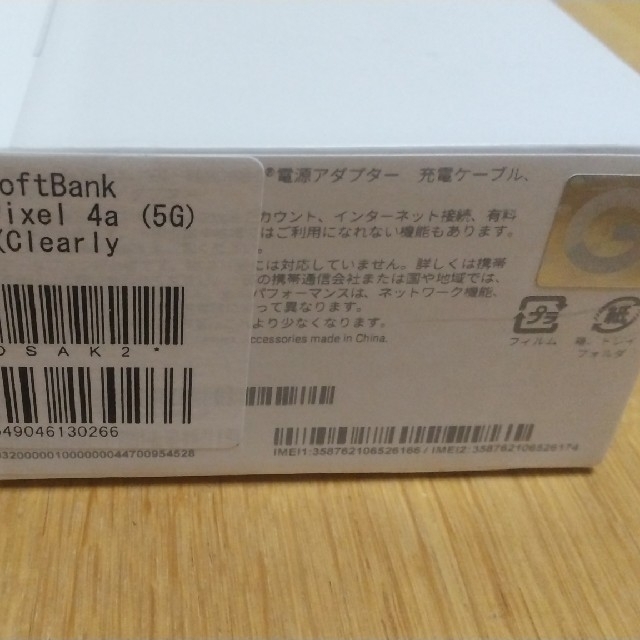 oftBank
ixel 4a (5G)
(Clearly
OSAK2*
49046130266
32000001000000044700954528
電源アダプター 充電ケーブル、
カウント、インターネット接続、有料
はご利用になれない機能もあります。
には対応していません。詳しくは携帯
の携帯通信会社または国や地域では、
パフォーマンスは、ネットワーク機能、
って異なります。
より少なくなります。
accessories made in China.
IMEI1:358762106526166 / IMEI2:358762106526174
G
フィルム
紙
フォルダ